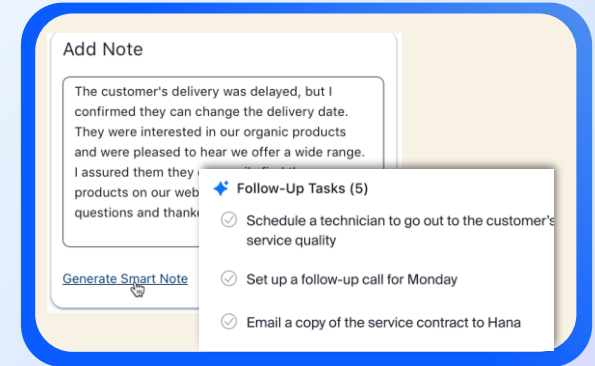 Add Note
The customer's delivery was delayed, but I
confirmed they can change the delivery date.
They were interested in our organic products
and were pleased to hear we offer a wide range.
I assured them they
products on our web
questions and thank
Generate Smart Note
Follow-Up Tasks (5)
Schedule a technician to go out to the customer's
service quality
Set up a follow-up call for Monday
Email a copy of the service contract to Hana